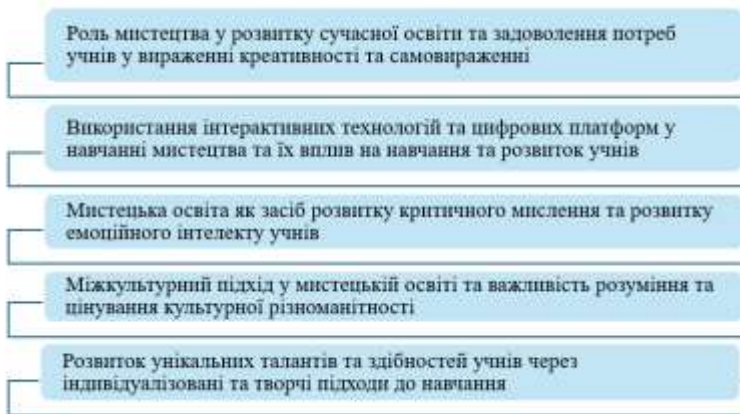 Роль мистецтва у розвитку сучасної освіти та задоволення потреб
учнів у вираженні креативності та самовираженні
Використання інтерактивних технологій та цифрових платформ у
навчанні мистецтва та їх вплив на навчання та розвиток учнів
Мистецька освіта як засіб розвитку критичного мислення та розвитку
емоційного інтелекту учнів
Міжкультурний підхід у мистецькій освіті та важливість розуміння та
цінування культурної різноманітності
Розвиток унікальних талантів та здібностей учнів через
індивідуалізовані та творчі підходи до навчання